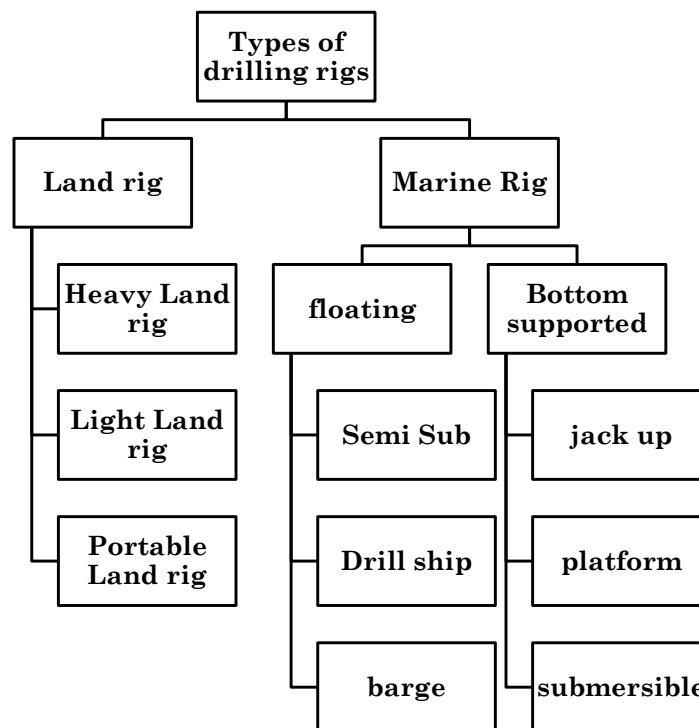 Types of
drilling rigs
Land rig
Marine Rig
Heavy Land
rig
Light Land
rig
Portable
Land rig
floating
Bottom
supported
Semi Sub
Drill ship
barge
jack up
platform
submersible